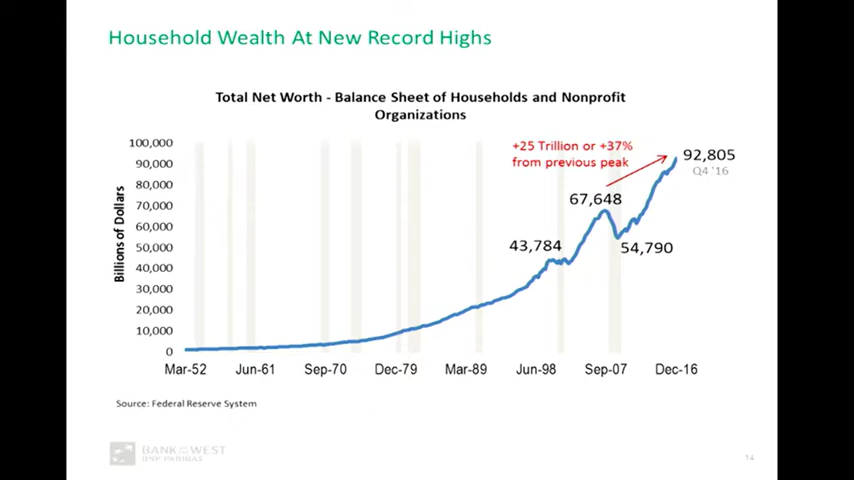 Household Wealth At New Record Highs
Total Net Worth - Balance Sheet of Households and Nonprofit
Organizations
+25 Trillion or +37%
from previous peak
92,805
Q4 '16
67,648
43,784
54,790
Billions of Dollars
100,000
90,000
80,000
70,000
60,000
50,000
40,000
30,000
20,000
10,000
0
Mar-52 Jun-61 Sep-70 Dec-79 Mar-89 Jun-98 Sep-07 Dec-16
Source: Federal Reserve System
BANK OF THE WEST
BNP PARIBAS
14